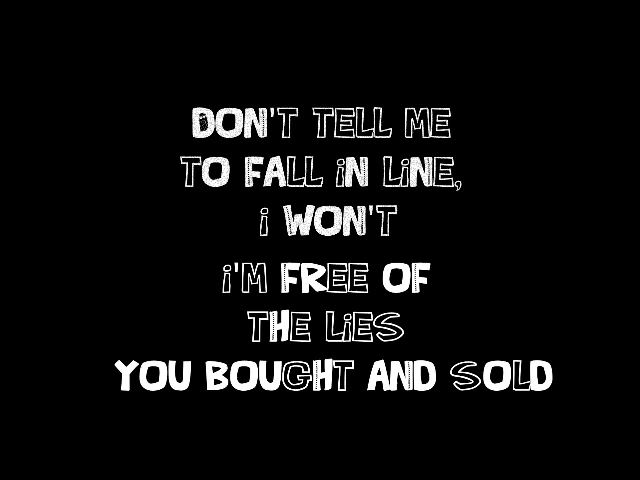 DON'T TELL ME
TO FALL iN LiNE,
i WON'T
i'M FREE OF
THE LiES
YOU BOUGHT AND SOLD